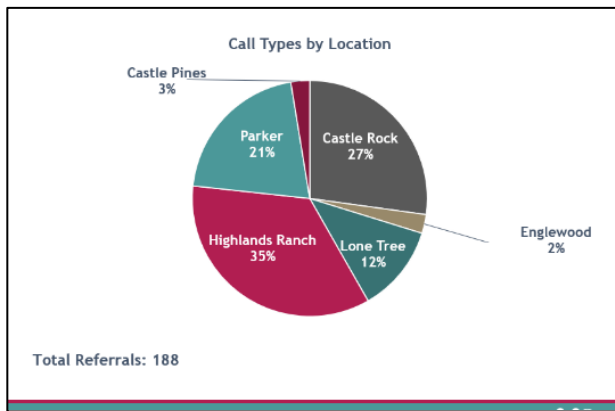 Call Types by Location
Castle Pines
3%
Parker
21%
Castle Rock
27%
Highlands Ranch
35%
Lone Tree
12%
Englewood
2%
Total Referrals: 188